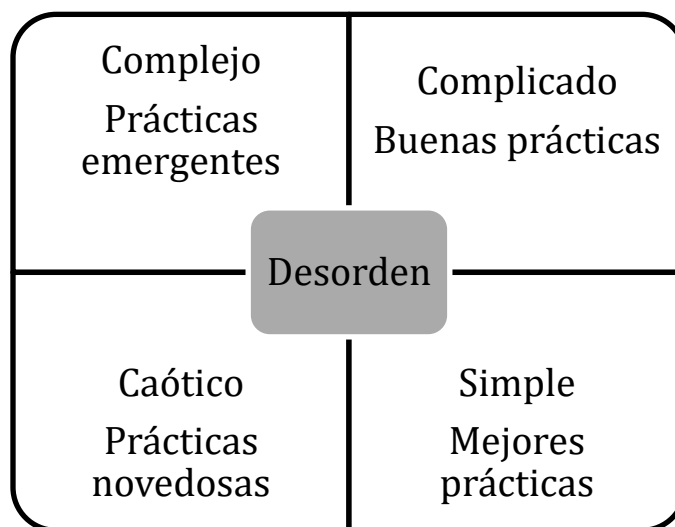 Complejo
Prácticas
emergentes
Complicado
Buenas prácticas
Desorden
Caótico
Prácticas
novedosas
Simple
Mejores
prácticas